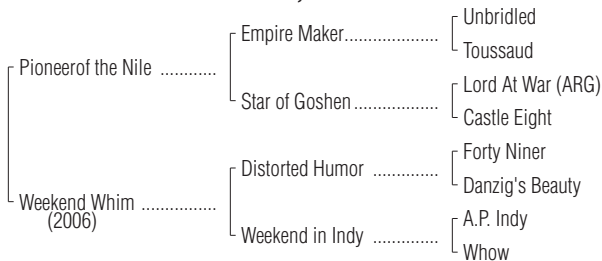 Unbridled
Empire Maker...................
Toussaud
Pioneerof the Nile ............
Lord At War (ARG)
Star of Goshen.................
Castle Eight
Forty Niner
Distorted Humor ..............
Danzig's Beauty
Weekend Whim ................
(2006)
A.P. Indy
Weekend in Indy ..............
Whow